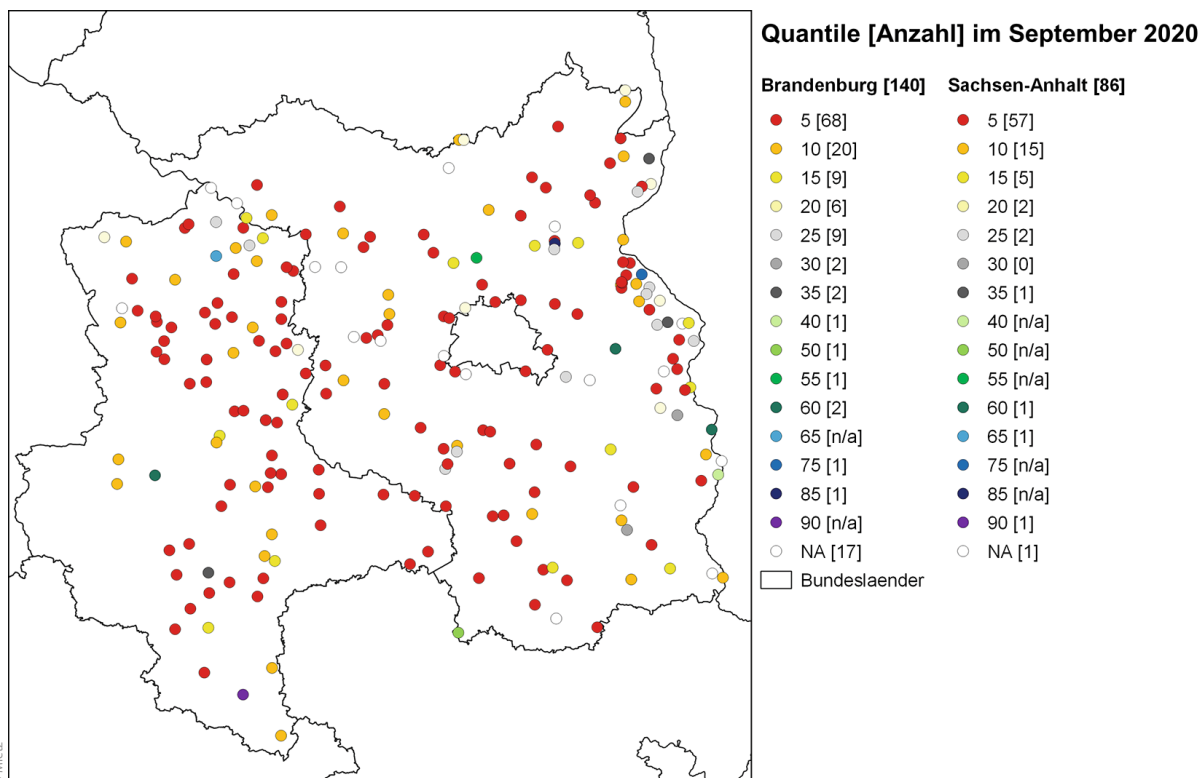 Quantile [Anzahl] im September 2020
Brandenburg [140] Sachsen-Anhalt [86]
5 [68] 5 [57]
10 [20] 10 [15]
15 [9] 15 [5]
20 [6] 20 [2]
25 [9] 25 [2]
30 [2] 30 [0]
35 [2] 35 [1]
40 [1] 40 [n/a]
50 [1] 50 [n/a]
55 [1] 55 [n/a]
60 [2] 60 [1]
65 [n/a] 65 [1]
75 [1] 75 [n/a]
85 [1] 85 [n/a]
90 [n/a] 90 [1]
NA [17] NA [1]
Bundeslaender